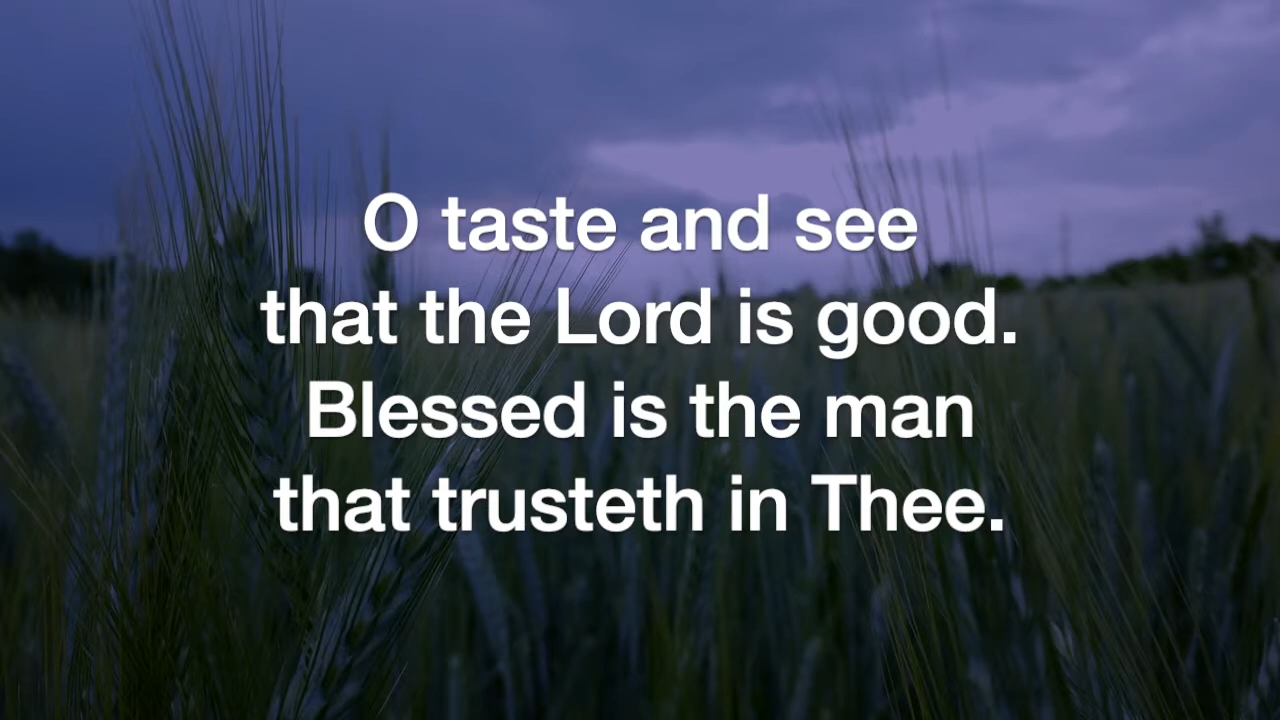 O taste and see
that the Lord is good.
Blessed is the man
that trusteth in Thee.